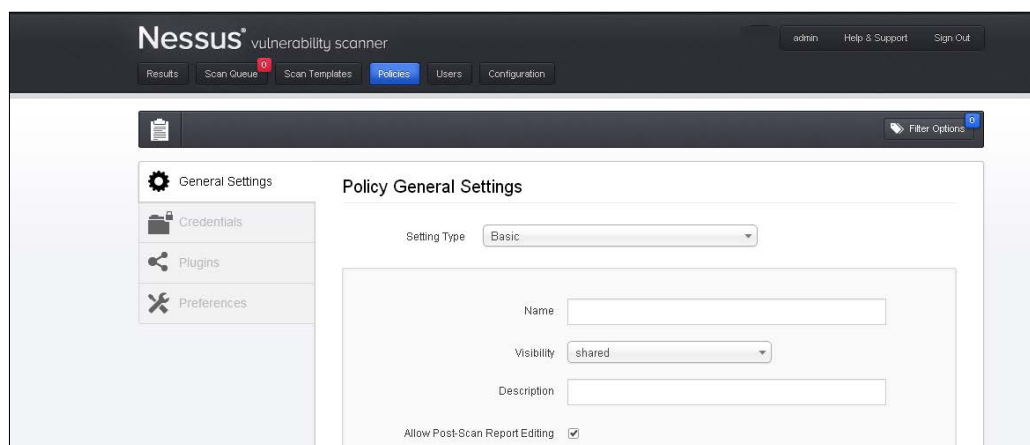 Nessus® vulnerability scanner
admin Help & Support Sign Out
Results Scan Queue 0 Scan Templates Policies Users Configuration
Filter Options 0
General Settings
Credentials
Plugins
Preferences
Policy General Settings
Setting Type Basic
Name
Visibility shared
Description
Allow Post-Scan Report Editing